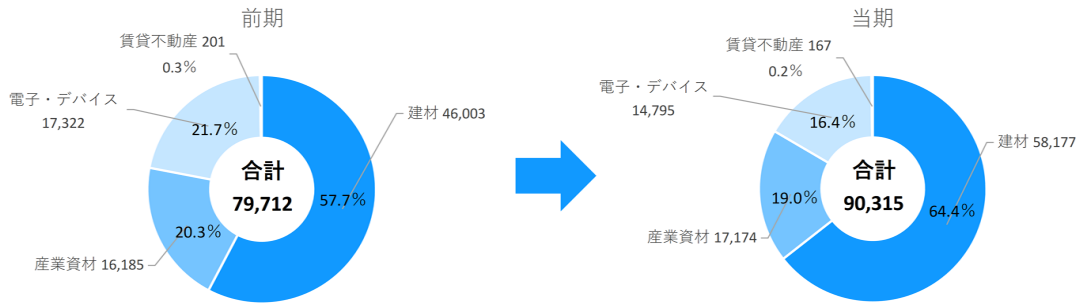 前期
賃貸不動産 201
0.3%
電子・デバイス
17,322
21.7%
建材 46,003
合計
79,712
57.7%
20.3%
産業資材 16,185
当期
賃貸不動産 167
0.2%
電子・デバイス
14,795
16.4%
建材 58,177
合計
90,315
19.0%
64.4%
産業資材 17,174